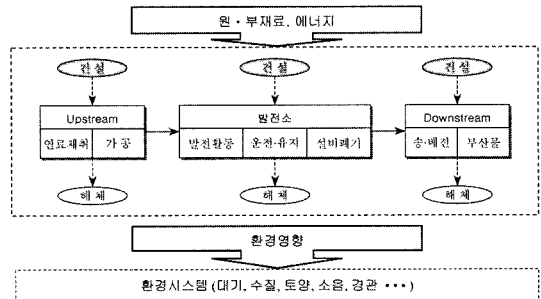 원・부재료, 에너지
건설 건설 건설
Upstream 발전소 Downstream
연료채취 가공 발전활동 운전·유지 설비폐기 송·배전 부산물
해체 해체 해체
환경영향
환경시스템 (대기, 수질, 토양, 소음, 경관 •••)